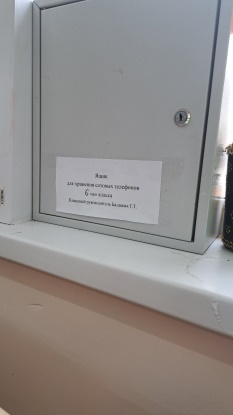 Ящик
для хранения сотовых телефонов
6 «а» класса
Классный руководитель Г.Г.